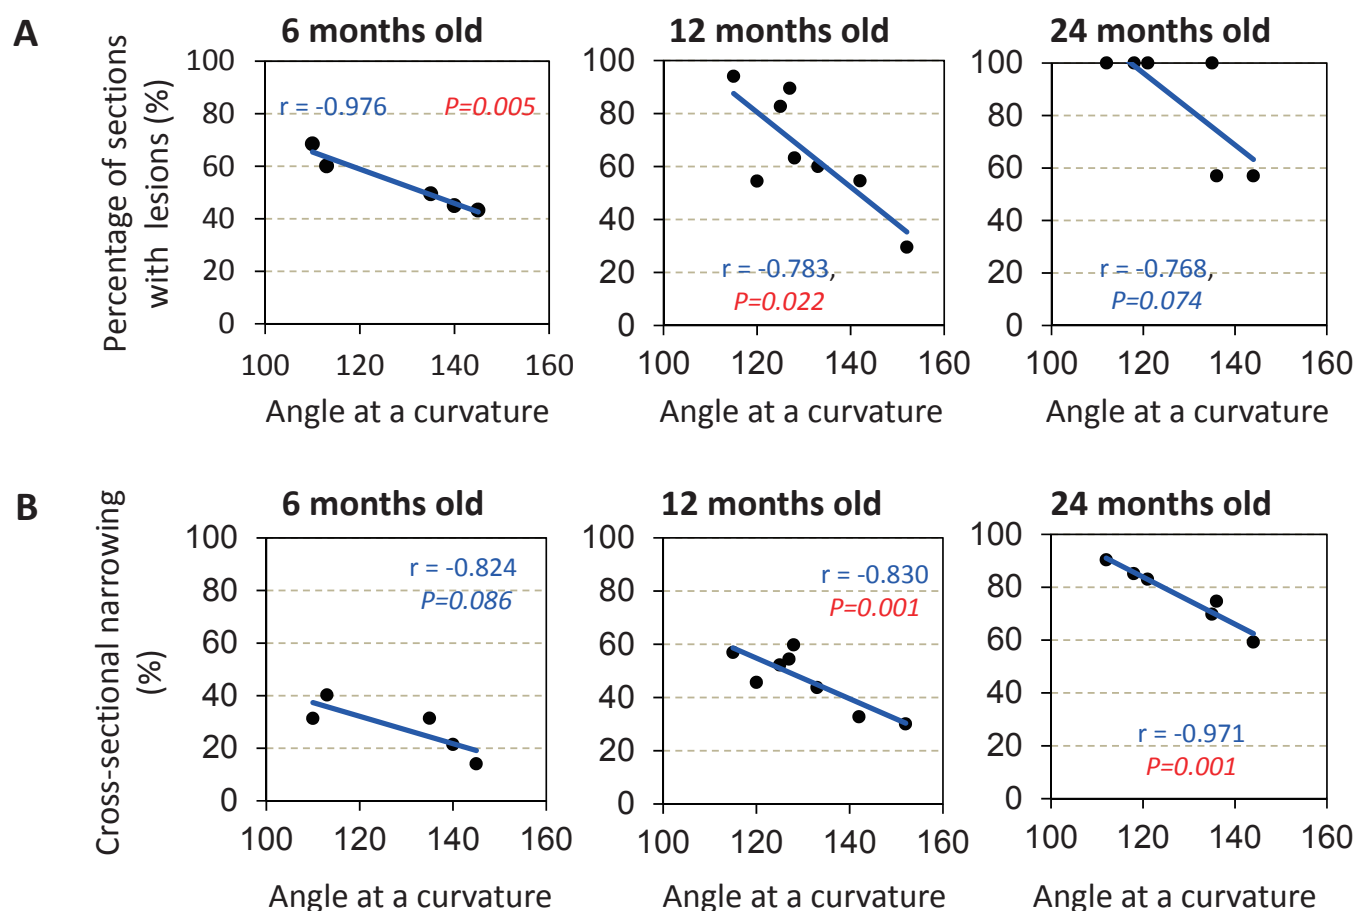 A
6 months old
12 months old
24 months old
Percentage of sections
with lesions (%)
100
80
60
40
20
0
r = -0.976
P=0.005
100 120 140 160
Angle at a curvature
100
80
60
40
20
0
r = -0.783,
P=0.022
100 120 140 160
Angle at a curvature
100
80
60
40
20
0
r = -0.768,
P=0.074
100 120 140 160
Angle at a curvature
B
6 months old
12 months old
24 months old
Cross-sectional narrowing
(%)
100
80
60
40
20
0
r = -0.824
P=0.086
100 120 140 160
Angle at a curvature
100
80
60
40
20
0
r = -0.830
P=0.001
100 120 140 160
Angle at a curvature
100
80
60
40
20
0
r = -0.971
P=0.001
100 120 140 160
Angle at a curvature